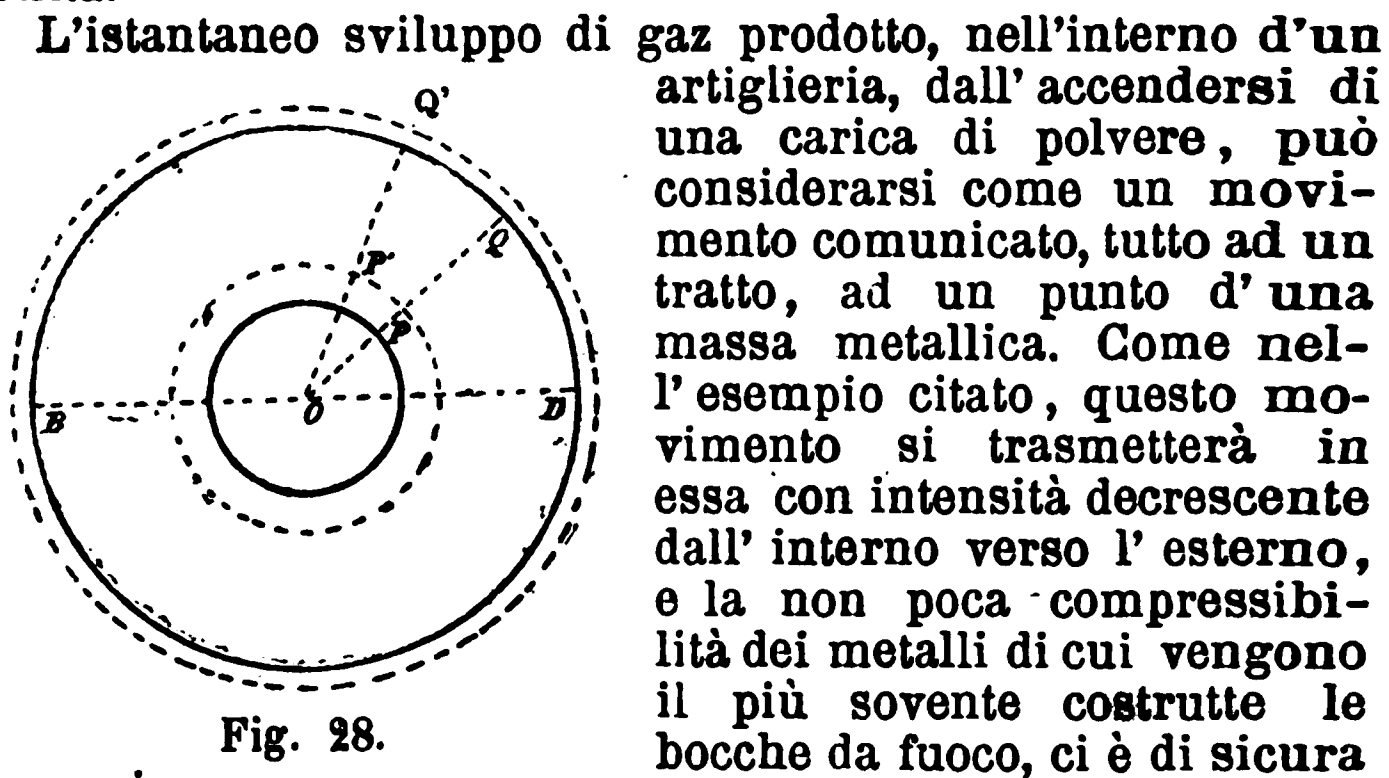 L'istantaneo sviluppo di gaz prodotto, nell'interno d'un
artiglieria, dall' accendersi di
una carica di polvere, può
considerarsi come un movi-
mento comunicato, tutto ad un
tratto, ad un punto d' una
massa metallica. Come nel-
l' esempio citato, questo mo-
vimento si trasmetterà in
essa con intensità decrescente
dall' interno verso l' esterno,
e la non poca compressibi-
lità dei metalli di cui vengono
il più sovente costrutte le
bocche da fuoco, ci è di sicura
Q'
Q
P'
P
B
O
D
Fig. 28.